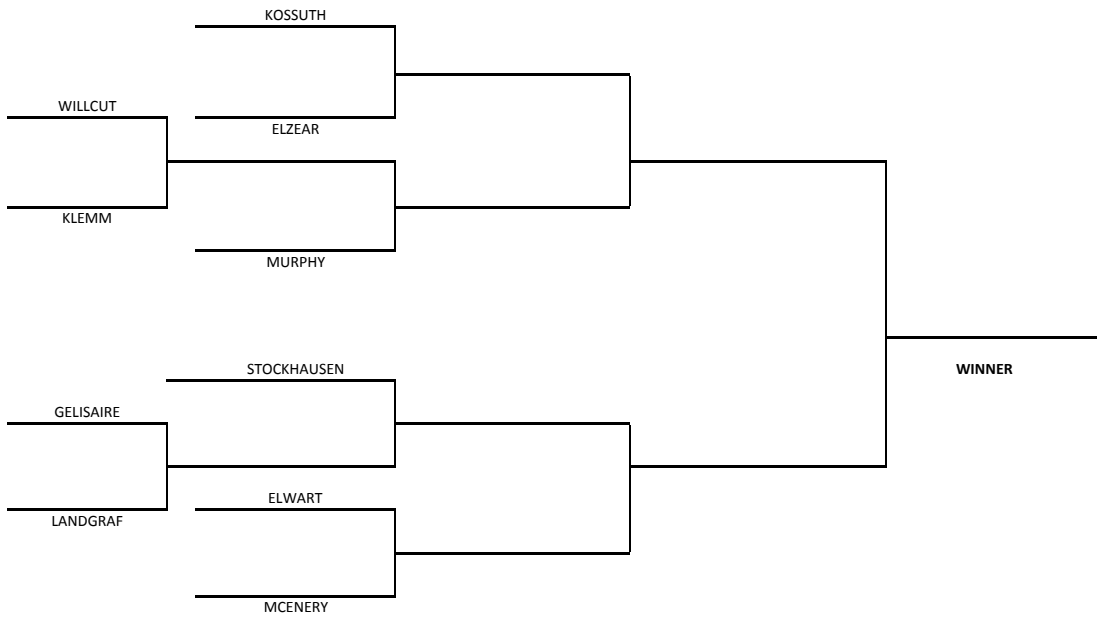 KOSSUTH
WILLCUT
ELZEAR
KLEMM
MURPHY
STOCKHAUSEN
WINNER
GELISAIRE
ELWART
LANDGRAF
MCENERY